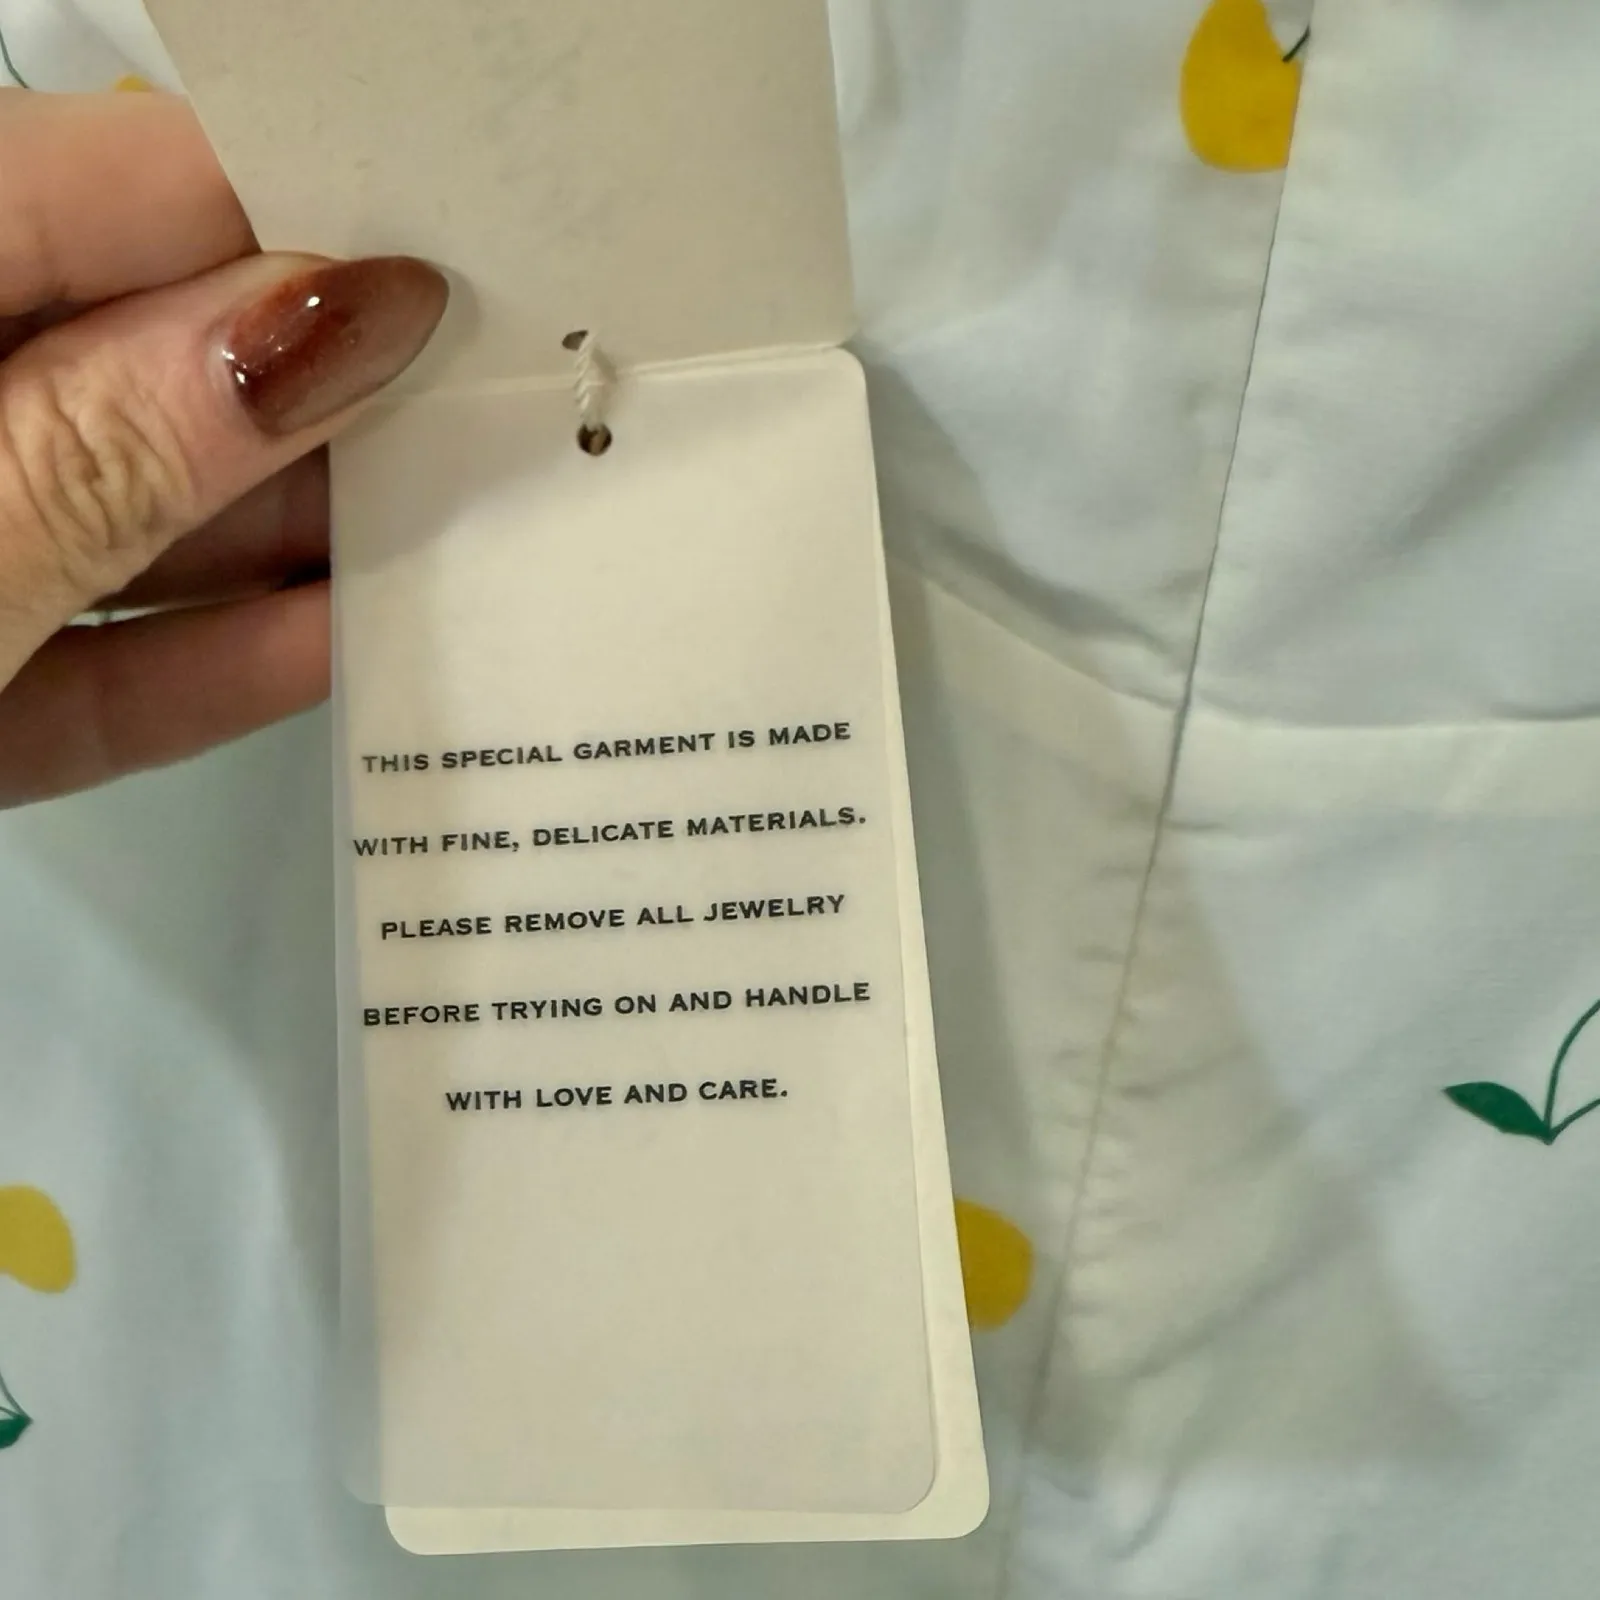 THIS SPECIAL GARMENT IS MADE
WITH FINE, DELICATE MATERIALS.
PLEASE REMOVE ALL JEWELRY
BEFORE TRYING ON AND HANDLE
WITH LOVE AND CARE.